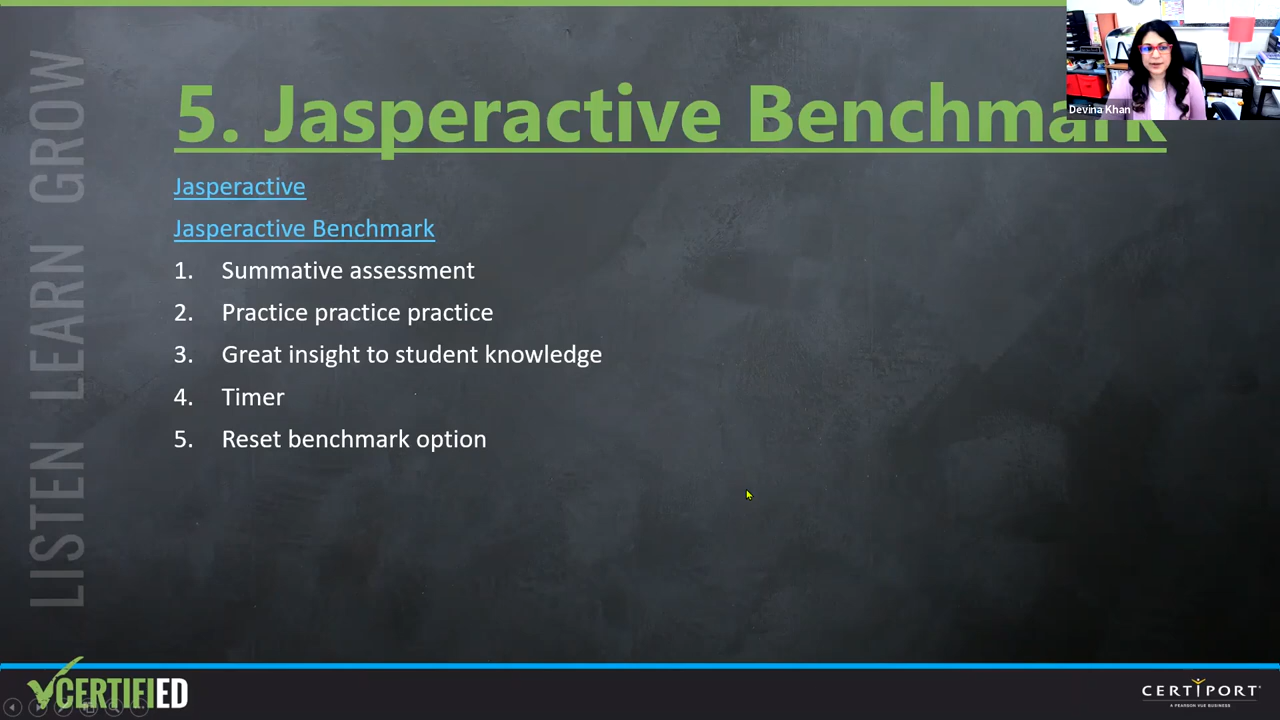 5. Jasperactive Benchmark
Devina Khan
Jasperactive
Jasperactive Benchmark
1. Summative assessment
2. Practice practice practice
3. Great insight to student knowledge
4. Timer
5. Reset benchmark option
LISTEN LEARN GROW
CERTIFIED
CERTIPORT
A PEARSON VUE BUSINESS